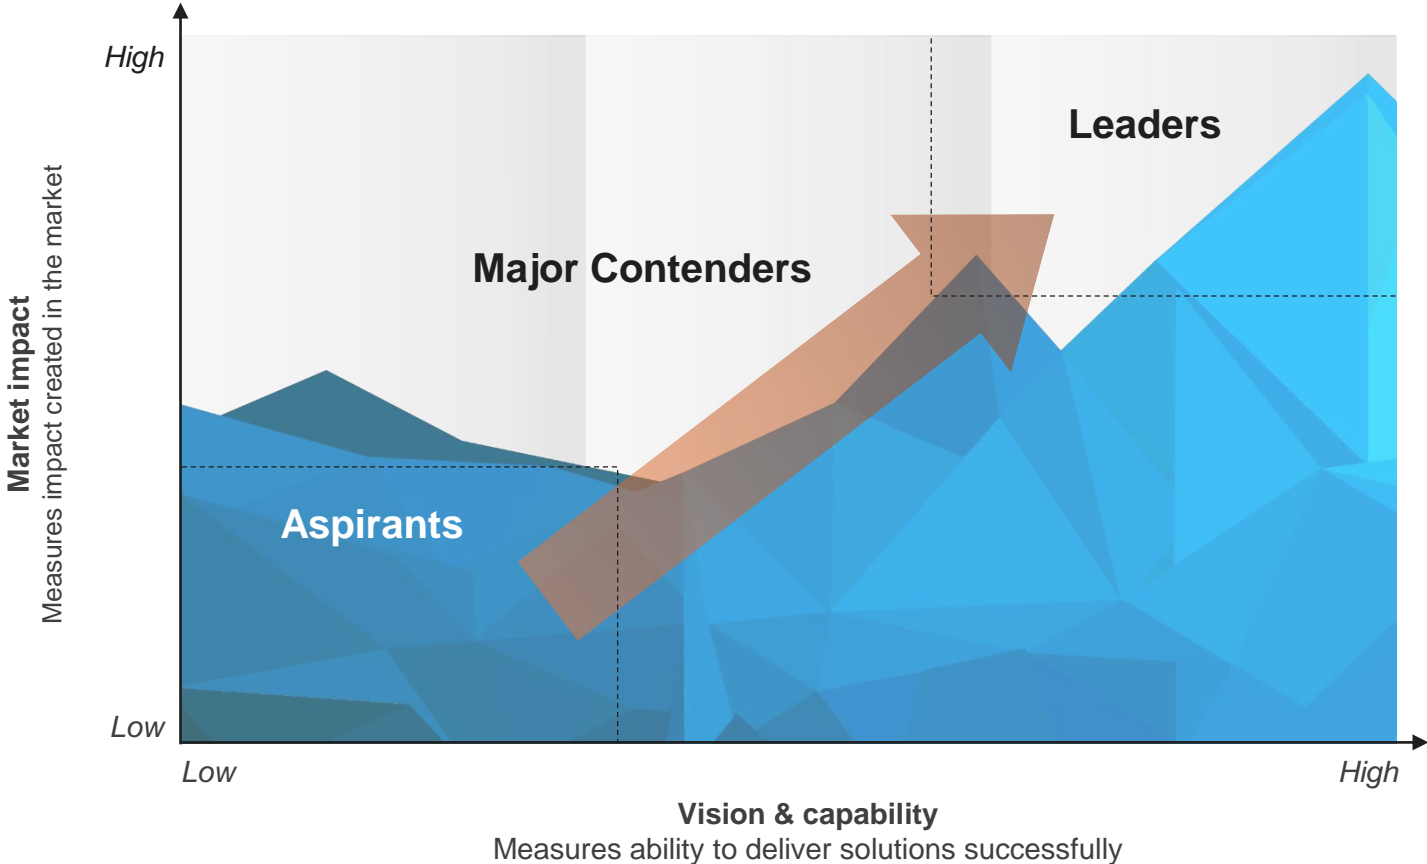 High
Leaders
Major Contenders
Market impact
Measures impact created in the market
Aspirants
Low
Low
High
Vision & capability
Measures ability to deliver solutions successfully